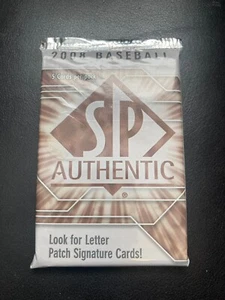 2008 BASEBALL
SP
AUTHENTIC
®
Look for Letter
Patch Signature Cards!